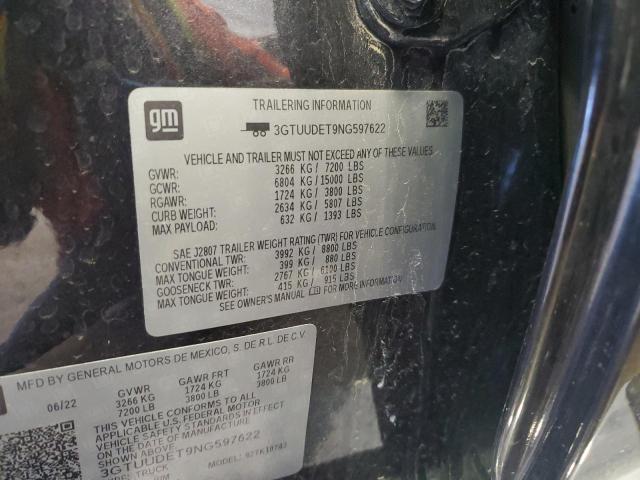 gm
TRAILERING INFORMATION
3GTUUDET9NG597622
VEHICLE AND TRAILER MUST NOT EXCEED ANY OF THESE VALUES
GVWR: 3266 KG / 7200 LBS
GCWR: 6804 KG / 15000 LBS
RGAWR: 1724 KG / 3800 LBS
CURB WEIGHT: 2634 KG / 5807 LBS
MAX PAYLOAD: 632 KG / 1393 LBS
SAE J2807 TRAILER WEIGHT RATING (TWR) FOR VEHICLE CONFIGURATION
CONVENTIONAL TWR: 3992 KG / 8800 LBS
MAX TONGUE WEIGHT: 399 KG / 880 LBS
GOOSENECK TWR: 2767 KG / 6100 LBS
MAX TONGUE WEIGHT: 415 KG / 915 LBS
SEE OWNER'S MANUAL FOR MORE INFORMATION
MFD BY GENERAL MOTORS DE MEXICO, S. DE R.L. DE C.V.
06/22 GVWR GAWR FRT GAWR RR
3266 KG 1724 KG 1724 KG
7200 LB 3800 LB 3800 LB
THIS VEHICLE CONFORMS TO ALL
APPLICABLE U.S. FEDERAL MOTOR
VEHICLE SAFETY STANDARDS IN EFFECT
ON THE DATE OF MANUFACTURE
SHOWN ABOVE.
3GTUUDET9NG597622
TRUCK MODEL: